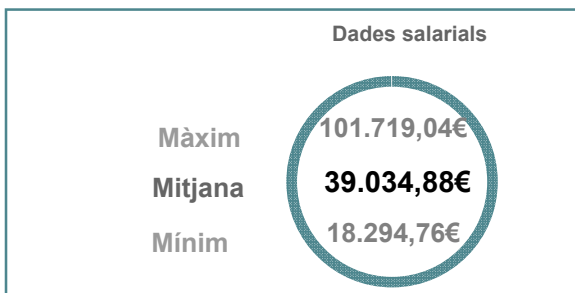 Dades salarials
Màxim 101.719,04€
Mitjana 39.034,88€
Mínim 18.294,76€